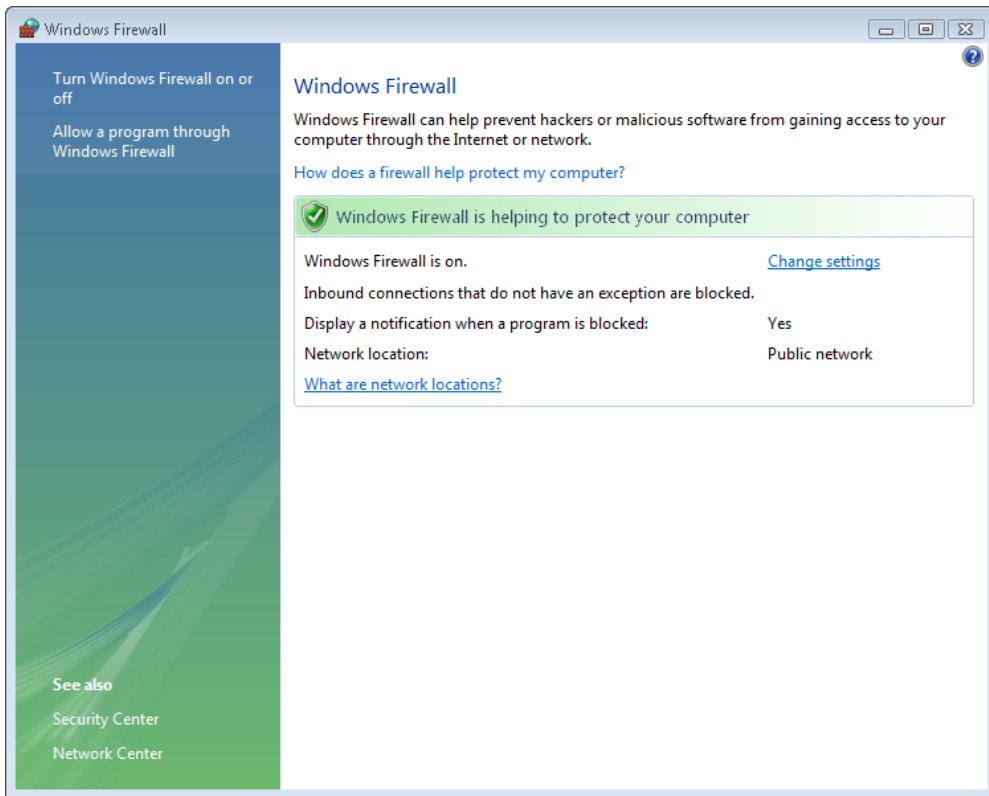 Windows Firewall
Turn Windows Firewall on or
off
Allow a program through
Windows Firewall
Windows Firewall
Windows Firewall can help prevent hackers or malicious software from gaining access to your
computer through the Internet or network.
How does a firewall help protect my computer?
Windows Firewall is helping to protect your computer
Windows Firewall is on. Change settings
Inbound connections that do not have an exception are blocked.
Display a notification when a program is blocked: Yes
Network location: Public network
What are network locations?
See also
Security Center
Network Center